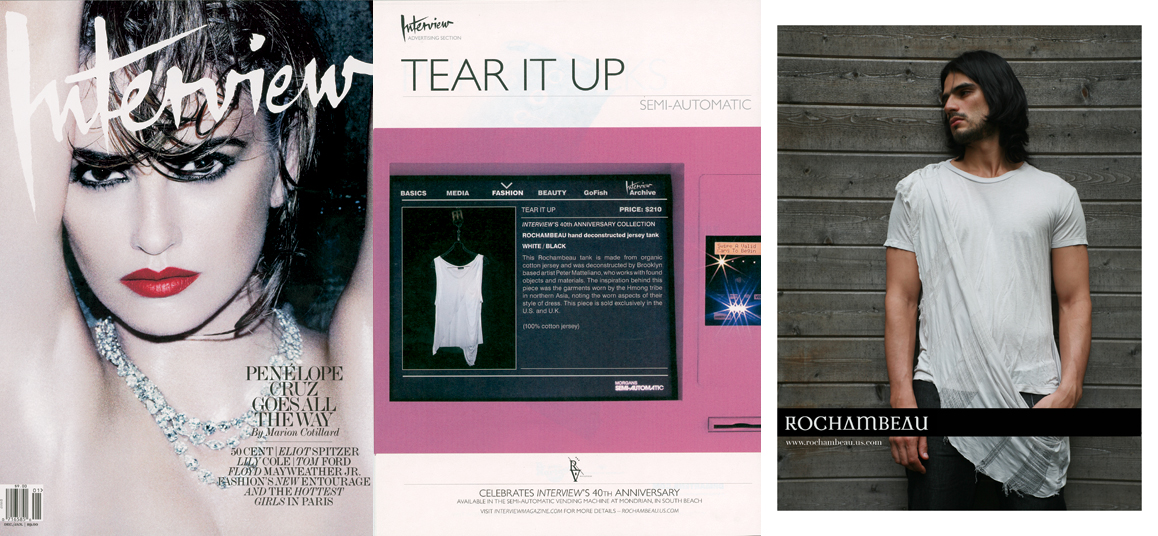 Interview
PENÉLOPE
CRUZ
GOES ALL
THE WAY
By Marion Cotillard
50 CENT | ELIOT SPITZER
LILY COLE | TOM FORD
FLOYD MAYWEATHER JR.
FASHION'S NEW ENTOURAGE
AND THE HOTTEST
GIRLS IN PARIS
Interview
ADVERTISING SECTION
TEAR IT UP
SEMI-AUTOMATIC
BASICS MEDIA FASHION BEAUTY GoFish Interview Archive
TEAR IT UP PRICE: $210
INTERVIEW'S 40th ANNIVERSARY COLLECTION
ROCHAMBEAU hand deconstructed jersey tank
WHITE / BLACK
This Rochambeau tank is made from organic
cotton jersey and was deconstructed by Brooklyn
based artist Peter Matteliano, who works with found
objects and materials. The inspiration behind this
piece was the garments worn by the Hmong tribe
in northern Asia, noting the worn aspects of their
style of dress. This piece is sold exclusively in the
U.S. and U.K.
(100% cotton jersey)
MORGANS
SEMI-AUTOMATIC
CELEBRATES INTERVIEW'S 40TH ANNIVERSARY
AVAILABLE IN THE SEMI-AUTOMATIC VENDING MACHINE AT MONDRIAN, IN SOUTH BEACH
VISIT INTERVIEWMAGAZINE.COM FOR MORE DETAILS – ROCHAMBEAU.US.COM
ROCHAMBEAU
www.rochambeau.us.com